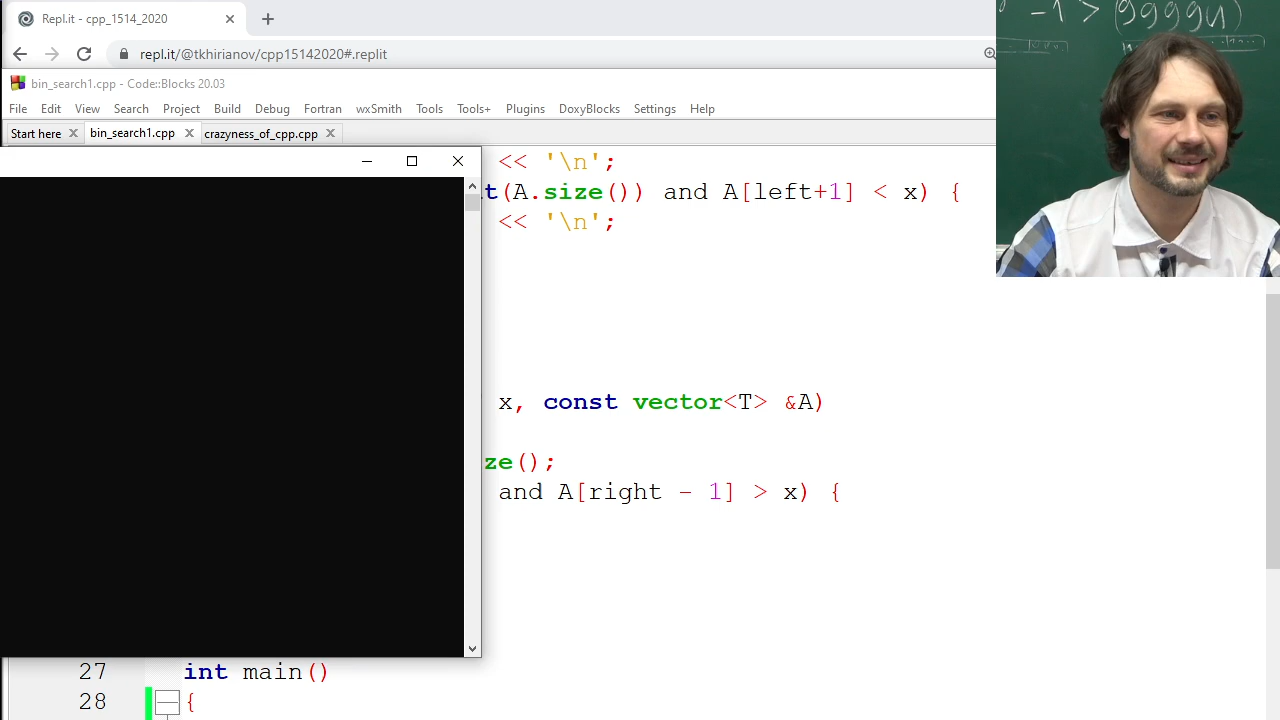 Repl.it - cpp_1514_2020
repl.it/@tkhirianov/cpp15142020#.replit
bin_search1.cpp - Code::Blocks 20.03
File Edit View Search Project Build Debug Fortran wxSmith Tools Tools+ Plugins DoxyBlocks Settings Help
Start here bin_search1.cpp crazyness_of_cpp.cpp
<< '\n';
t(A.size()) and A[left+1] < x) {
<< '\n';
x, const vector<T> &A)
ze();
and A[right - 1] > x) {
27 int main()
28 {